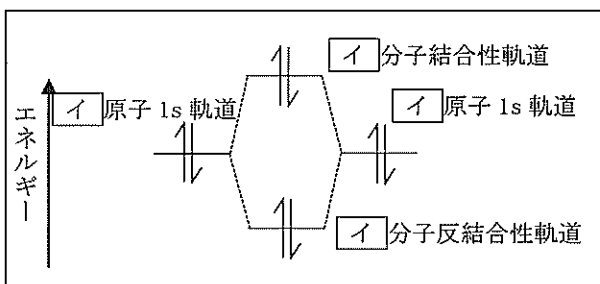 イ 分子結合性軌道
イ 原子 1s 軌道
イ 原子 1s 軌道
エネルギー
イ 分子反結合性軌道